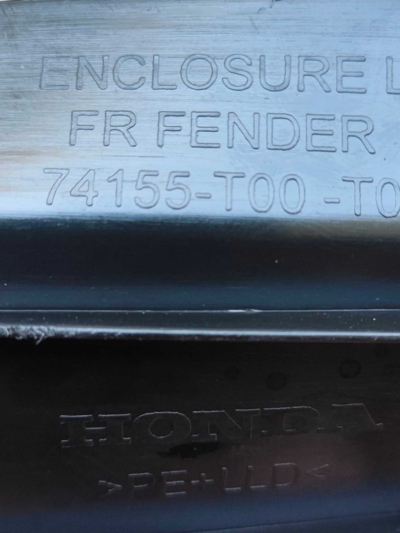 ENCLOSURE L
FR FENDER
74155-T00 -T0
HONDA
>PE+LLD<